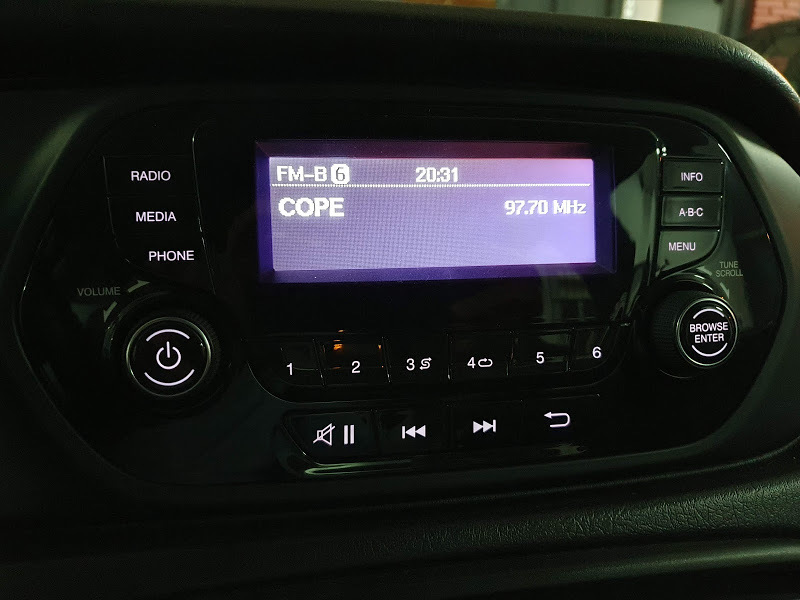 RADIO
MEDIA
PHONE
VOLUME
FM-B 6 20:31
COPE 97.70 MHz
INFO
A-B-C
MENU
TUNE
SCROLL
BROWSE
ENTER
1 2 3 4 5 6